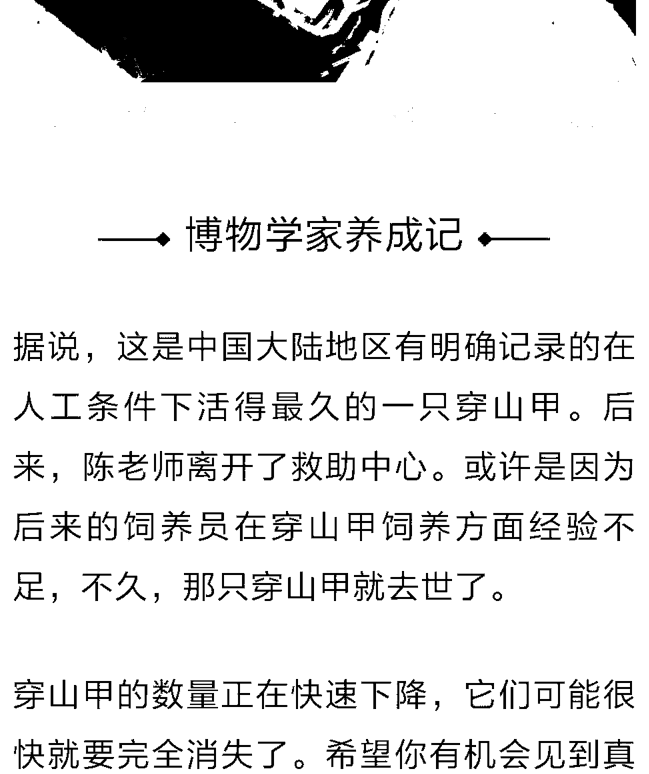 博物学家养成记
据说，这是中国大陆地区有明确记录的在
人工条件下活得最久的一只穿山甲。后
来，陈老师离开了救助中心。或许是因为
后来的饲养员在穿山甲饲养方面经验不
足，不久，那只穿山甲就去世了。
穿山甲的数量正在快速下降，它们可能很
快就要完全消失了。希望你有机会见到真